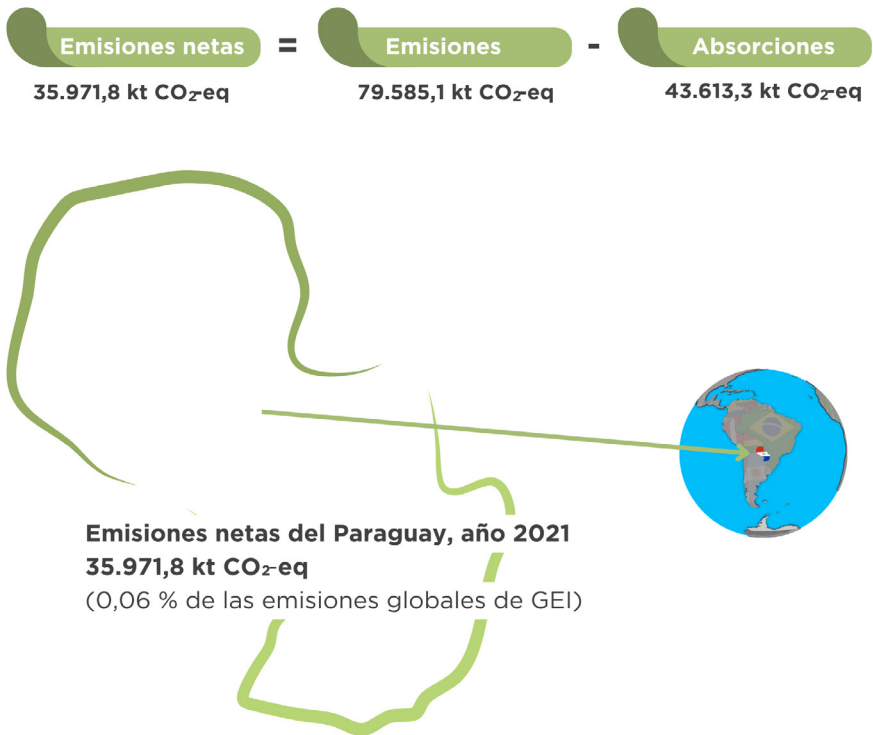 Emisiones netas = Emisiones - Absorciones
35.971,8 kt CO₂-eq 79.585,1 kt CO₂-eq 43.613,3 kt CO₂-eq
Emisiones netas del Paraguay, año 2021
35.971,8 kt CO₂-eq
(0,06 % de las emisiones globales de GEI)